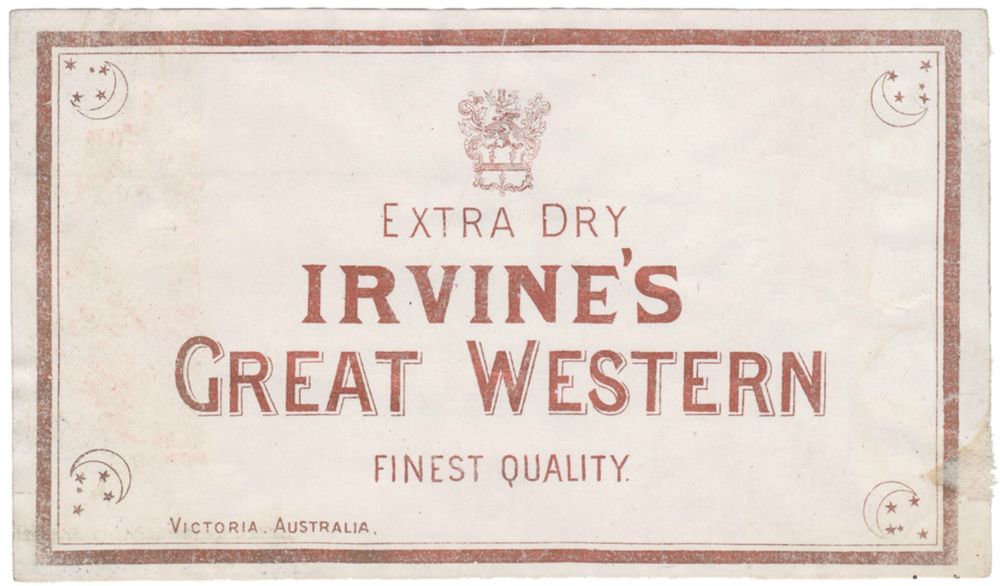 EXTRA DRY
IRVINE'S
GREAT WESTERN
FINEST QUALITY.
VICTORIA. AUSTRALIA.